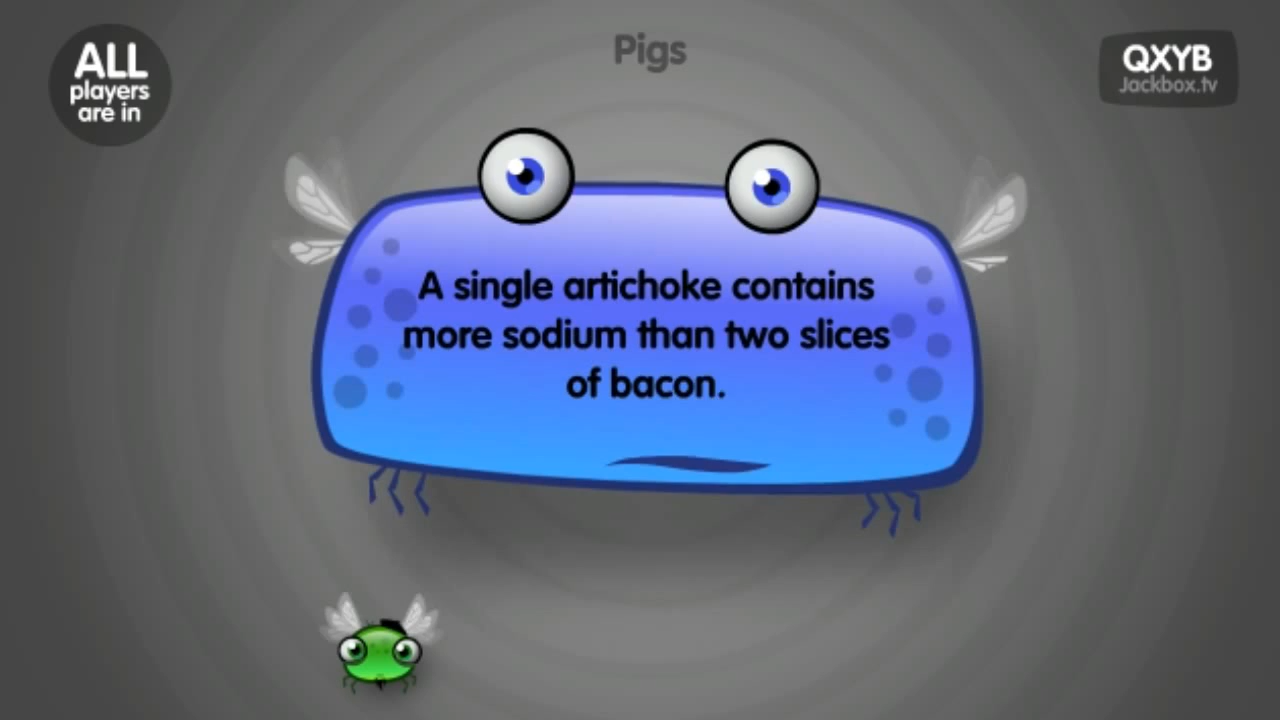 ALL
players
are in
Pigs
QXYB
Jackbox.tv
A single artichoke contains
more sodium than two slices
of bacon.